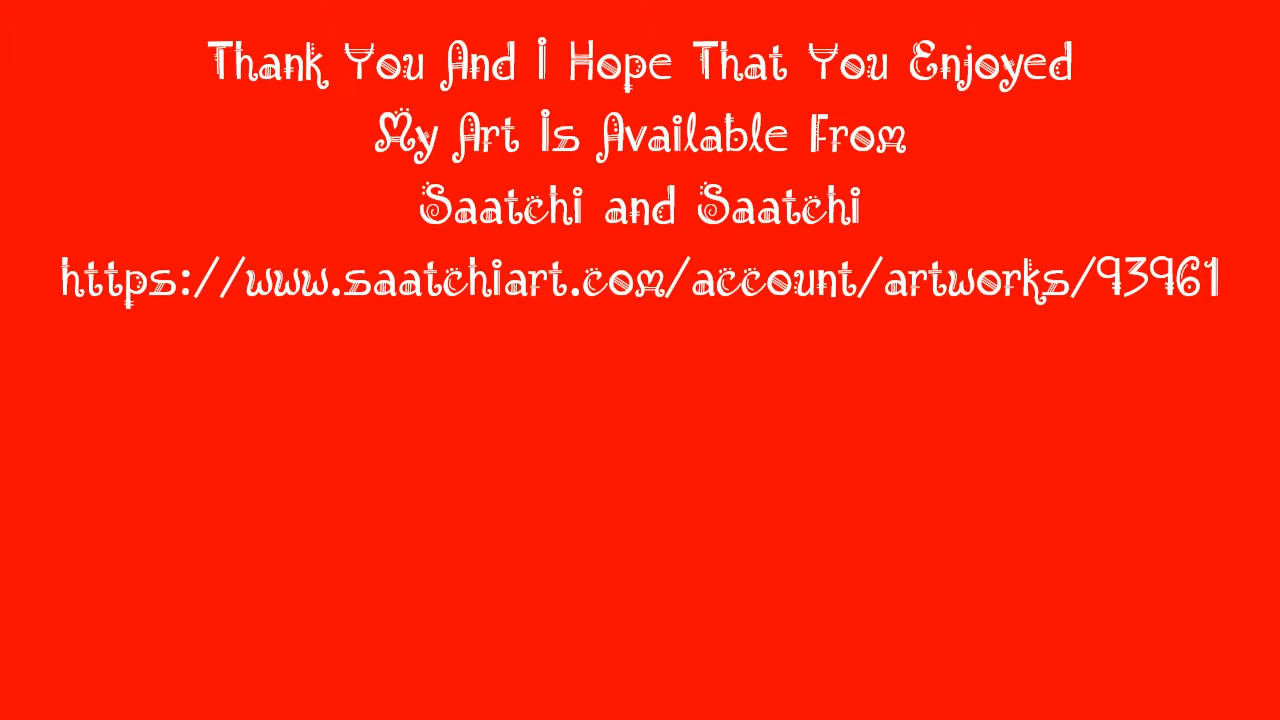 Thank You And I Hope That You Enjoyed
My Art Is Available From
Saatchi and Saatchi
https://www.saatchiart.com/account/artworks/93961